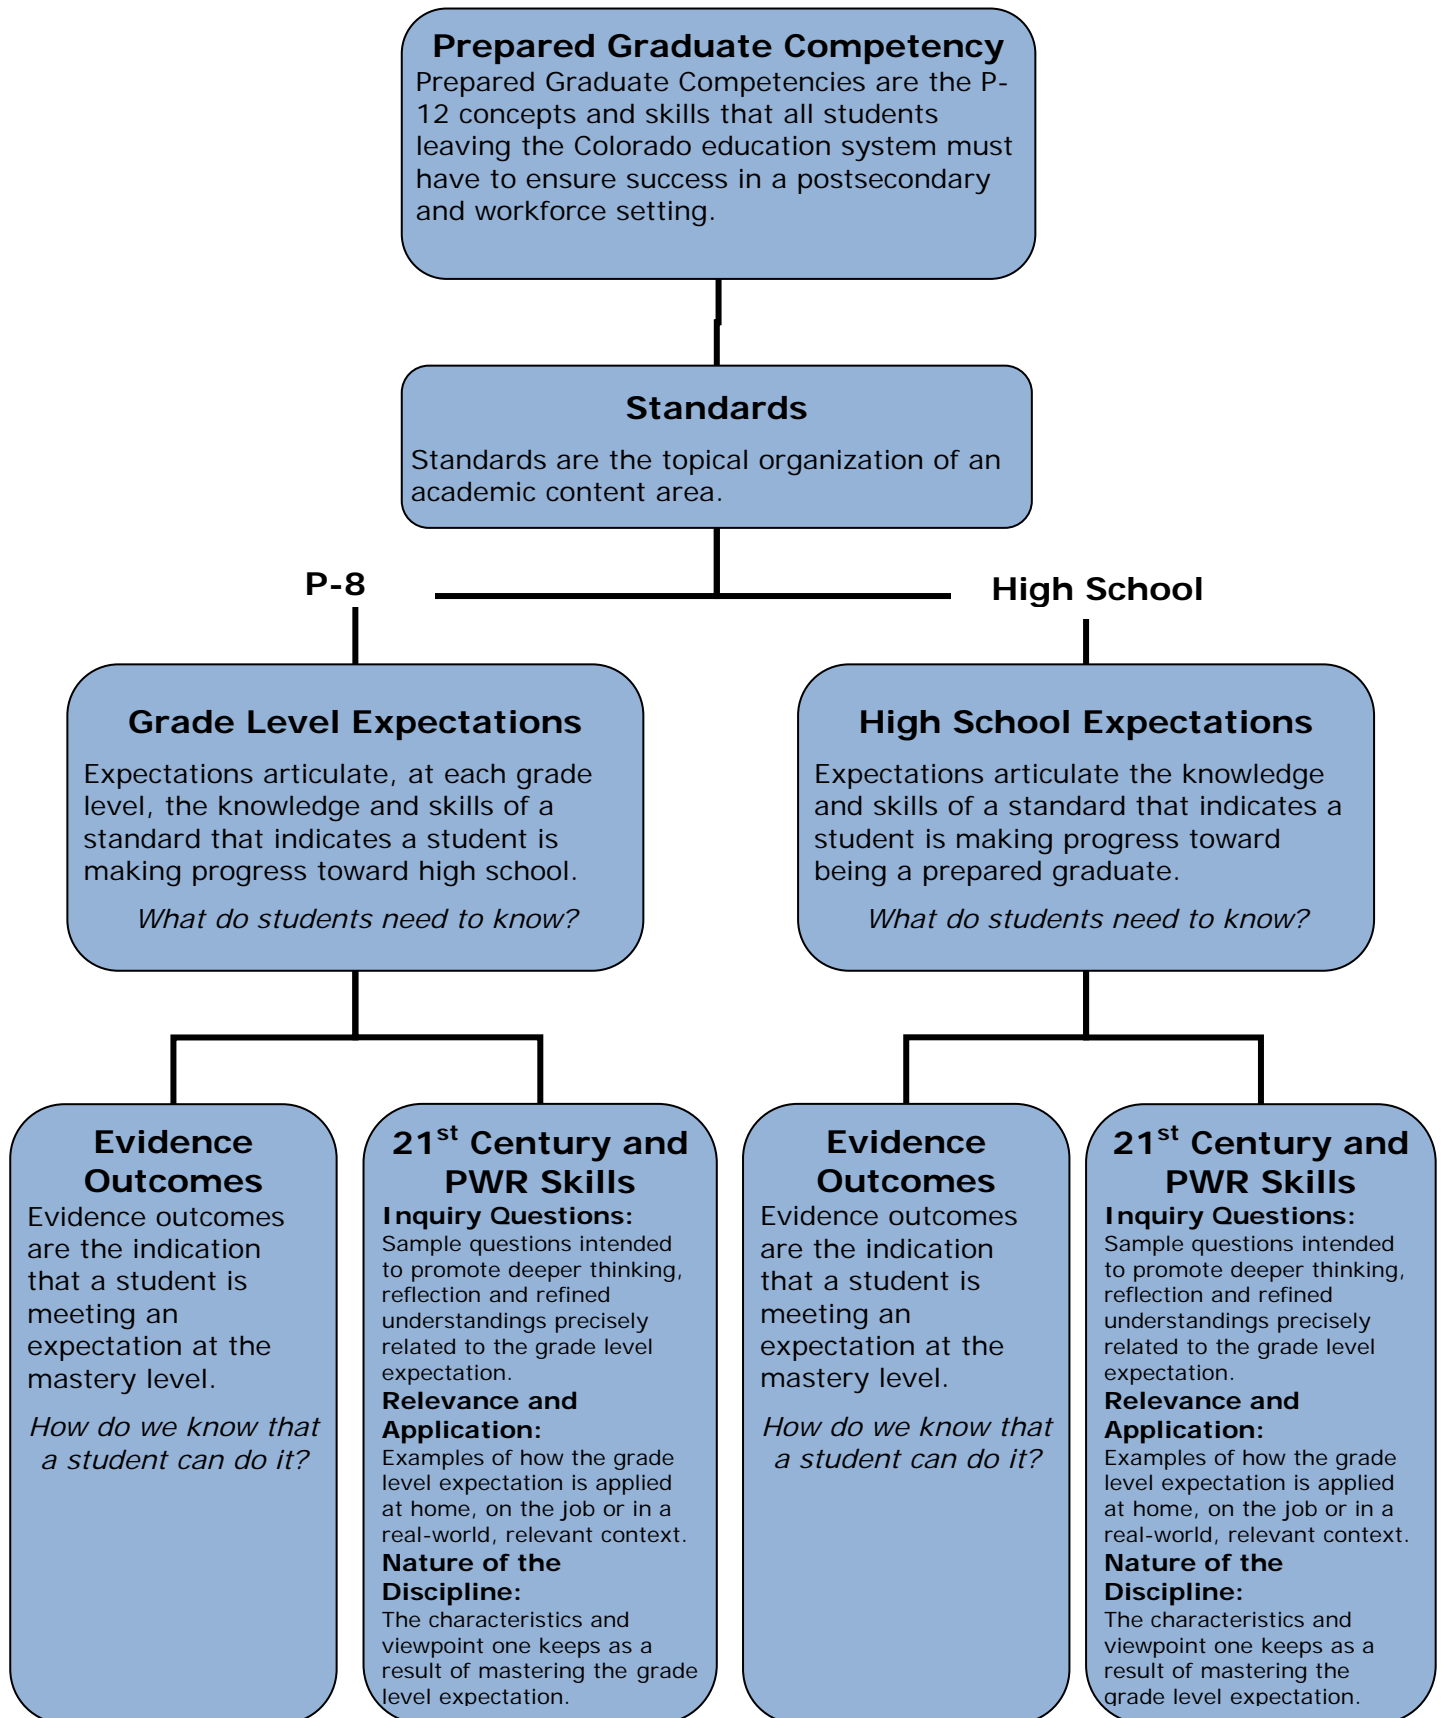 Prepared Graduate Competency
Prepared Graduate Competencies are the P-
12 concepts and skills that all students
leaving the Colorado education system must
have to ensure success in a postsecondary
and workforce setting.
Standards
Standards are the topical organization of an
academic content area.
P-8
High School
Grade Level Expectations
Expectations articulate, at each grade
level, the knowledge and skills of a
standard that indicates a student is
making progress toward high school.
What do students need to know?
High School Expectations
Expectations articulate the knowledge
and skills of a standard that indicates a
student is making progress toward
being a prepared graduate.
What do students need to know?
Evidence
Outcomes
Evidence outcomes
are the indication
that a student is
meeting an
expectation at the
mastery level.
How do we know that
a student can do it?
21st Century and
PWR Skills
Inquiry Questions:
Sample questions intended
to promote deeper thinking,
reflection and refined
understandings precisely
related to the grade level
expectation.
Relevance and
Application:
Examples of how the grade
level expectation is applied
at home, on the job or in a
real-world, relevant context.
Nature of the
Discipline:
The characteristics and
viewpoint one keeps as a
result of mastering the grade
level expectation.
Evidence
Outcomes
Evidence outcomes
are the indication
that a student is
meeting an
expectation at the
mastery level.
How do we know that
a student can do it?
21st Century and
PWR Skills
Inquiry Questions:
Sample questions intended
to promote deeper thinking,
reflection and refined
understandings precisely
related to the grade level
expectation.
Relevance and
Application:
Examples of how the grade
level expectation is applied
at home, on the job or in a
real-world, relevant context.
Nature of the
Discipline:
The characteristics and
viewpoint one keeps as a
result of mastering the
grade level expectation.